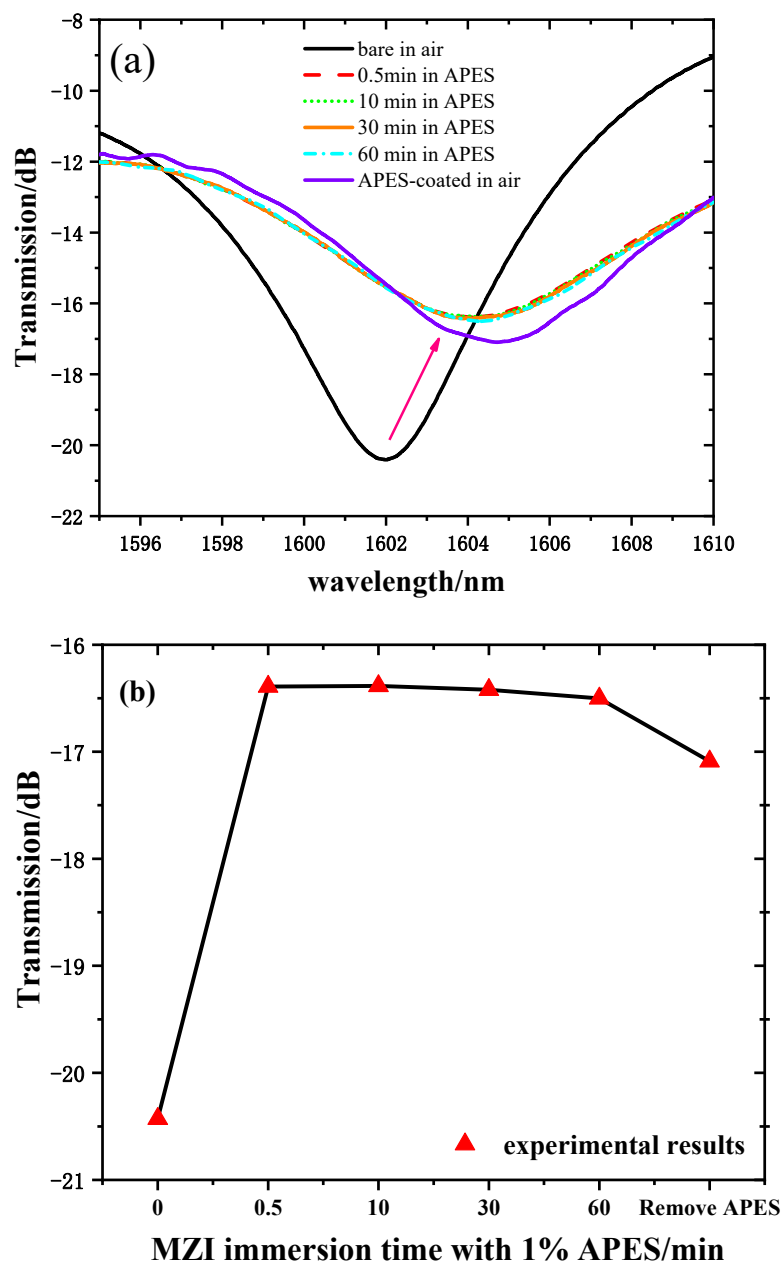 (a)
bare in air
0.5min in APES
10 min in APES
30 min in APES
60 min in APES
APES-coated in air
Transmission/dB
−8
−10
−12
−14
−16
−18
−20
−22
1596 1598 1600 1602 1604 1606 1608 1610
wavelength/nm
(b)
Transmission/dB
−16
−17
−18
−19
−20
−21
experimental results
0 0.5 10 30 60 Remove APES
MZI immersion time with 1% APES/min